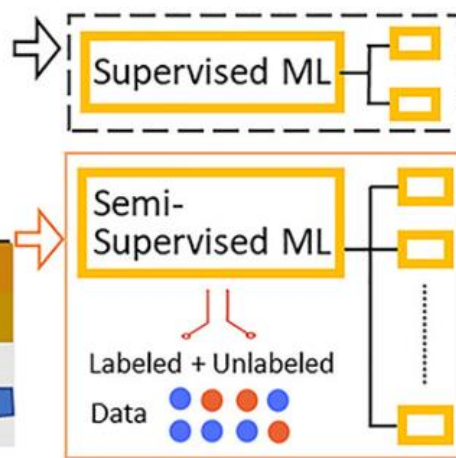 Supervised ML
Semi-
Supervised ML
Labeled + Unlabeled
Data